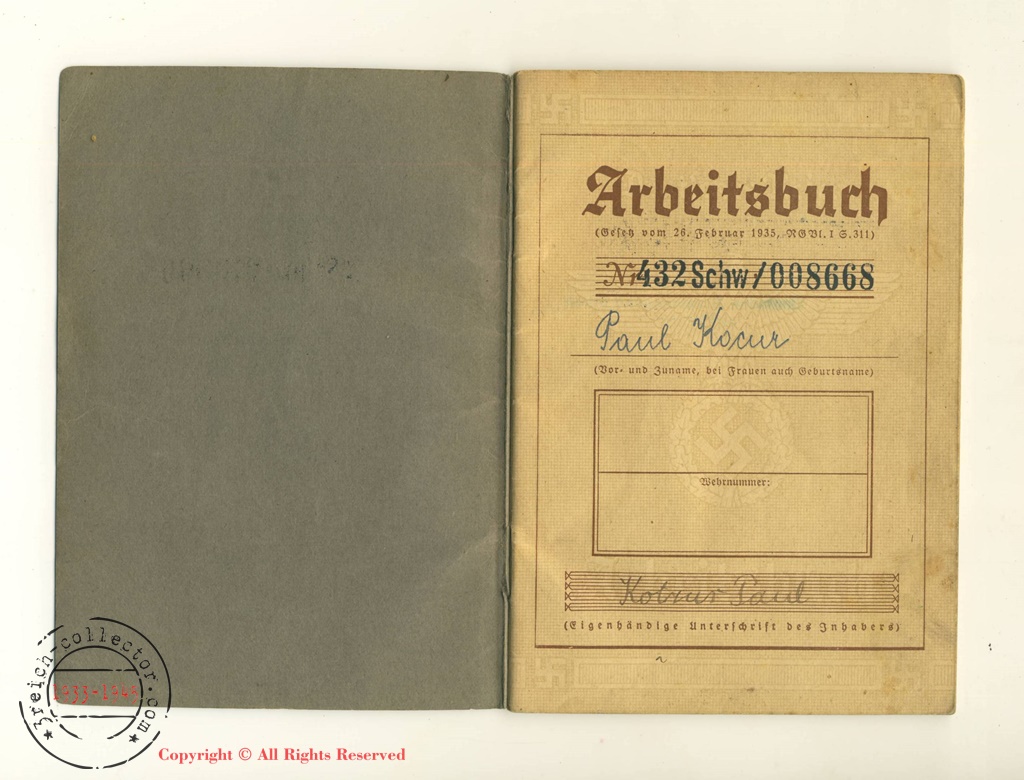 Arbeitsbuch
(Gesetz vom 26. Februar 1935, RGBl. I S.311)
Nr. 432 Schw/008668
Paul Kocur
(Vor- und Zuname, bei Frauen auch Geburtsname)
Wehrnummer:
Paul
(Eigenhändige Unterschrift des Inhabers)
3reich-collector.com
1933-1945
Copyright © All Rights Reserved